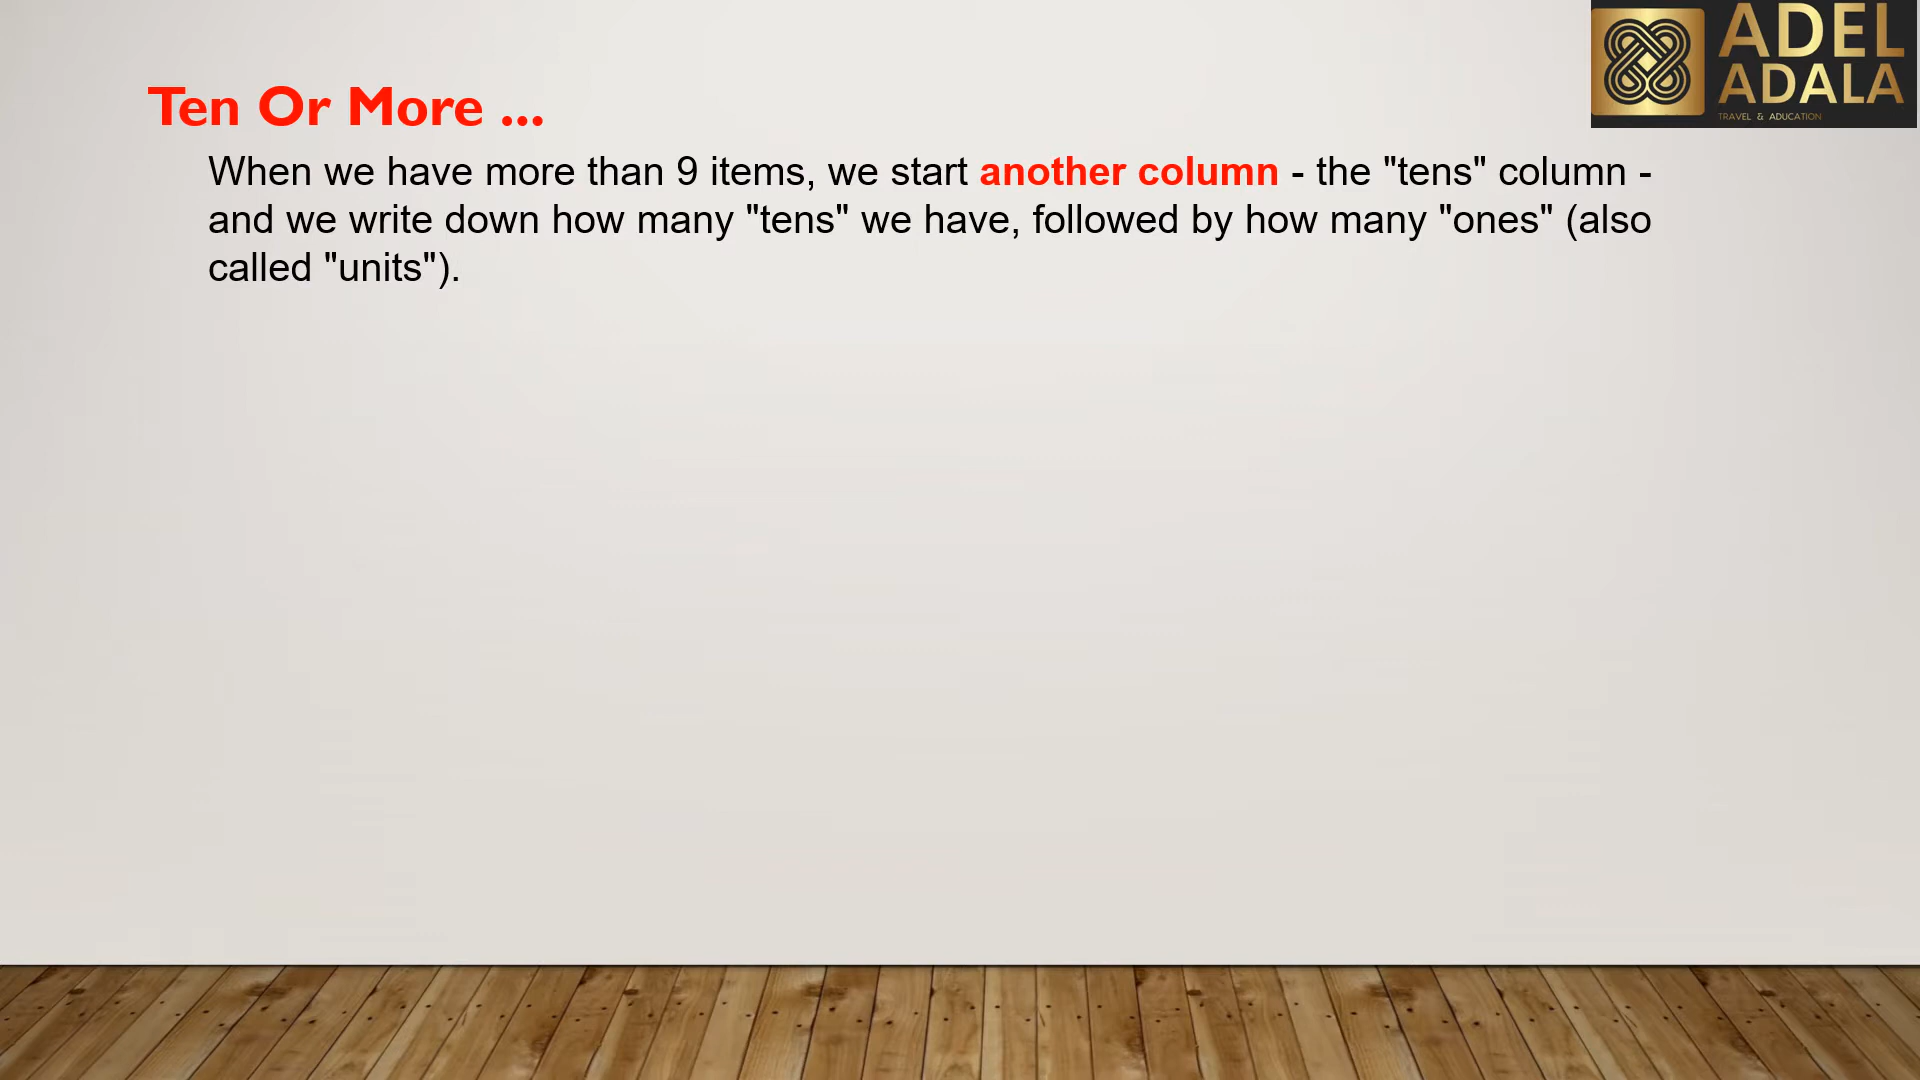 ADEL
ADALA
TRAVEL & ADUCATION
Ten Or More ...
When we have more than 9 items, we start another column - the "tens" column -
and we write down how many "tens" we have, followed by how many "ones" (also
called "units").